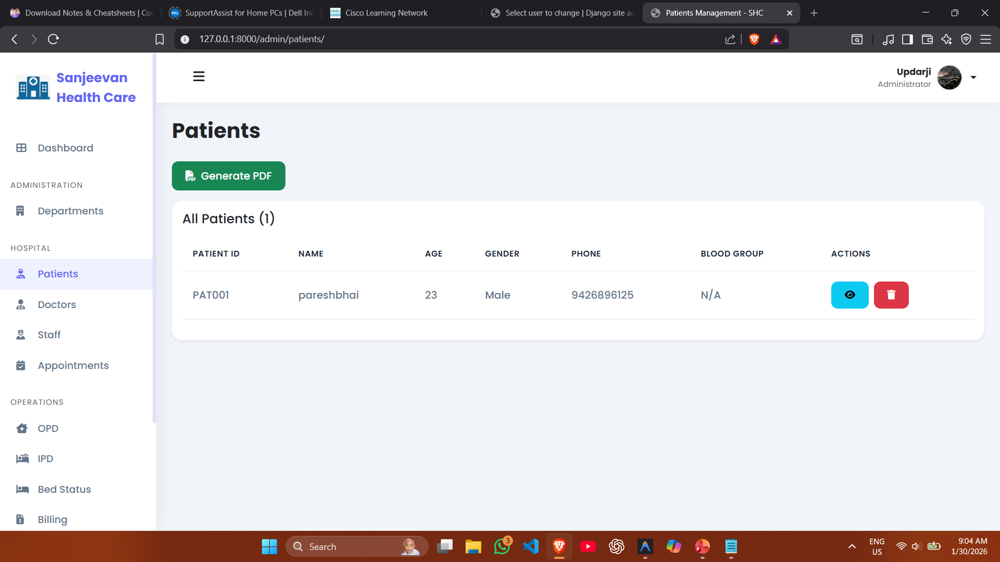 Download Notes & Cheatsheets | Co
SupportAssist for Home PCs | Dell In
Cisco Learning Network
Select user to change | Django site a
Patients Management - SHC
127.0.0.1:8000/admin/patients/
Sanjeevan
Health Care
Updarji
Administrator
Dashboard
ADMINISTRATION
Departments
HOSPITAL
Patients
Doctors
Staff
Appointments
OPERATIONS
OPD
IPD
Bed Status
Billing
Patients
Generate PDF
All Patients (1)
PATIENT ID NAME AGE GENDER PHONE BLOOD GROUP ACTIONS
PAT001 pareshbhai 23 Male 9426896125 N/A
Search
3
ENG
US
9:04 AM
1/30/2026